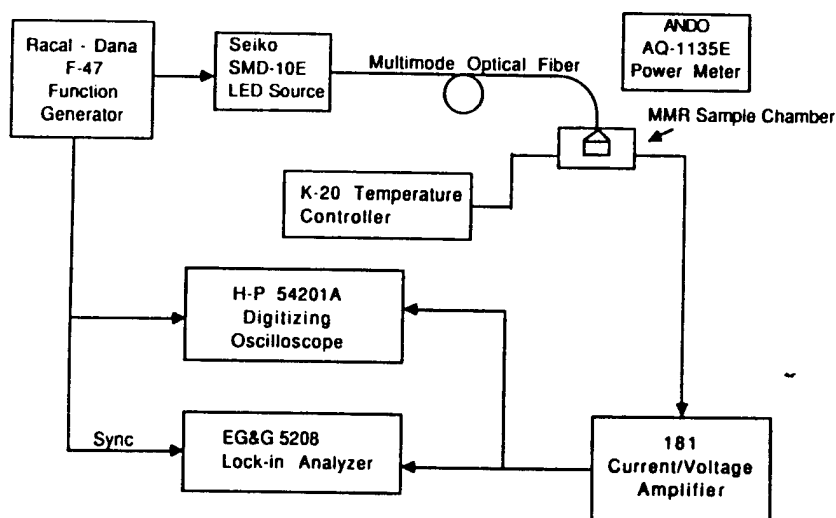 Racal - Dana
F-47
Function
Generator
Seiko
SMD-10E
LED Source
Multimode Optical Fiber
ANDO
AQ-1135E
Power Meter
MMR Sample Chamber
K-20 Temperature
Controller
H-P 54201A
Digitizing
Oscilloscope
Sync
EG&G 5208
Lock-in Analyzer
181
Current/Voltage
Amplifier